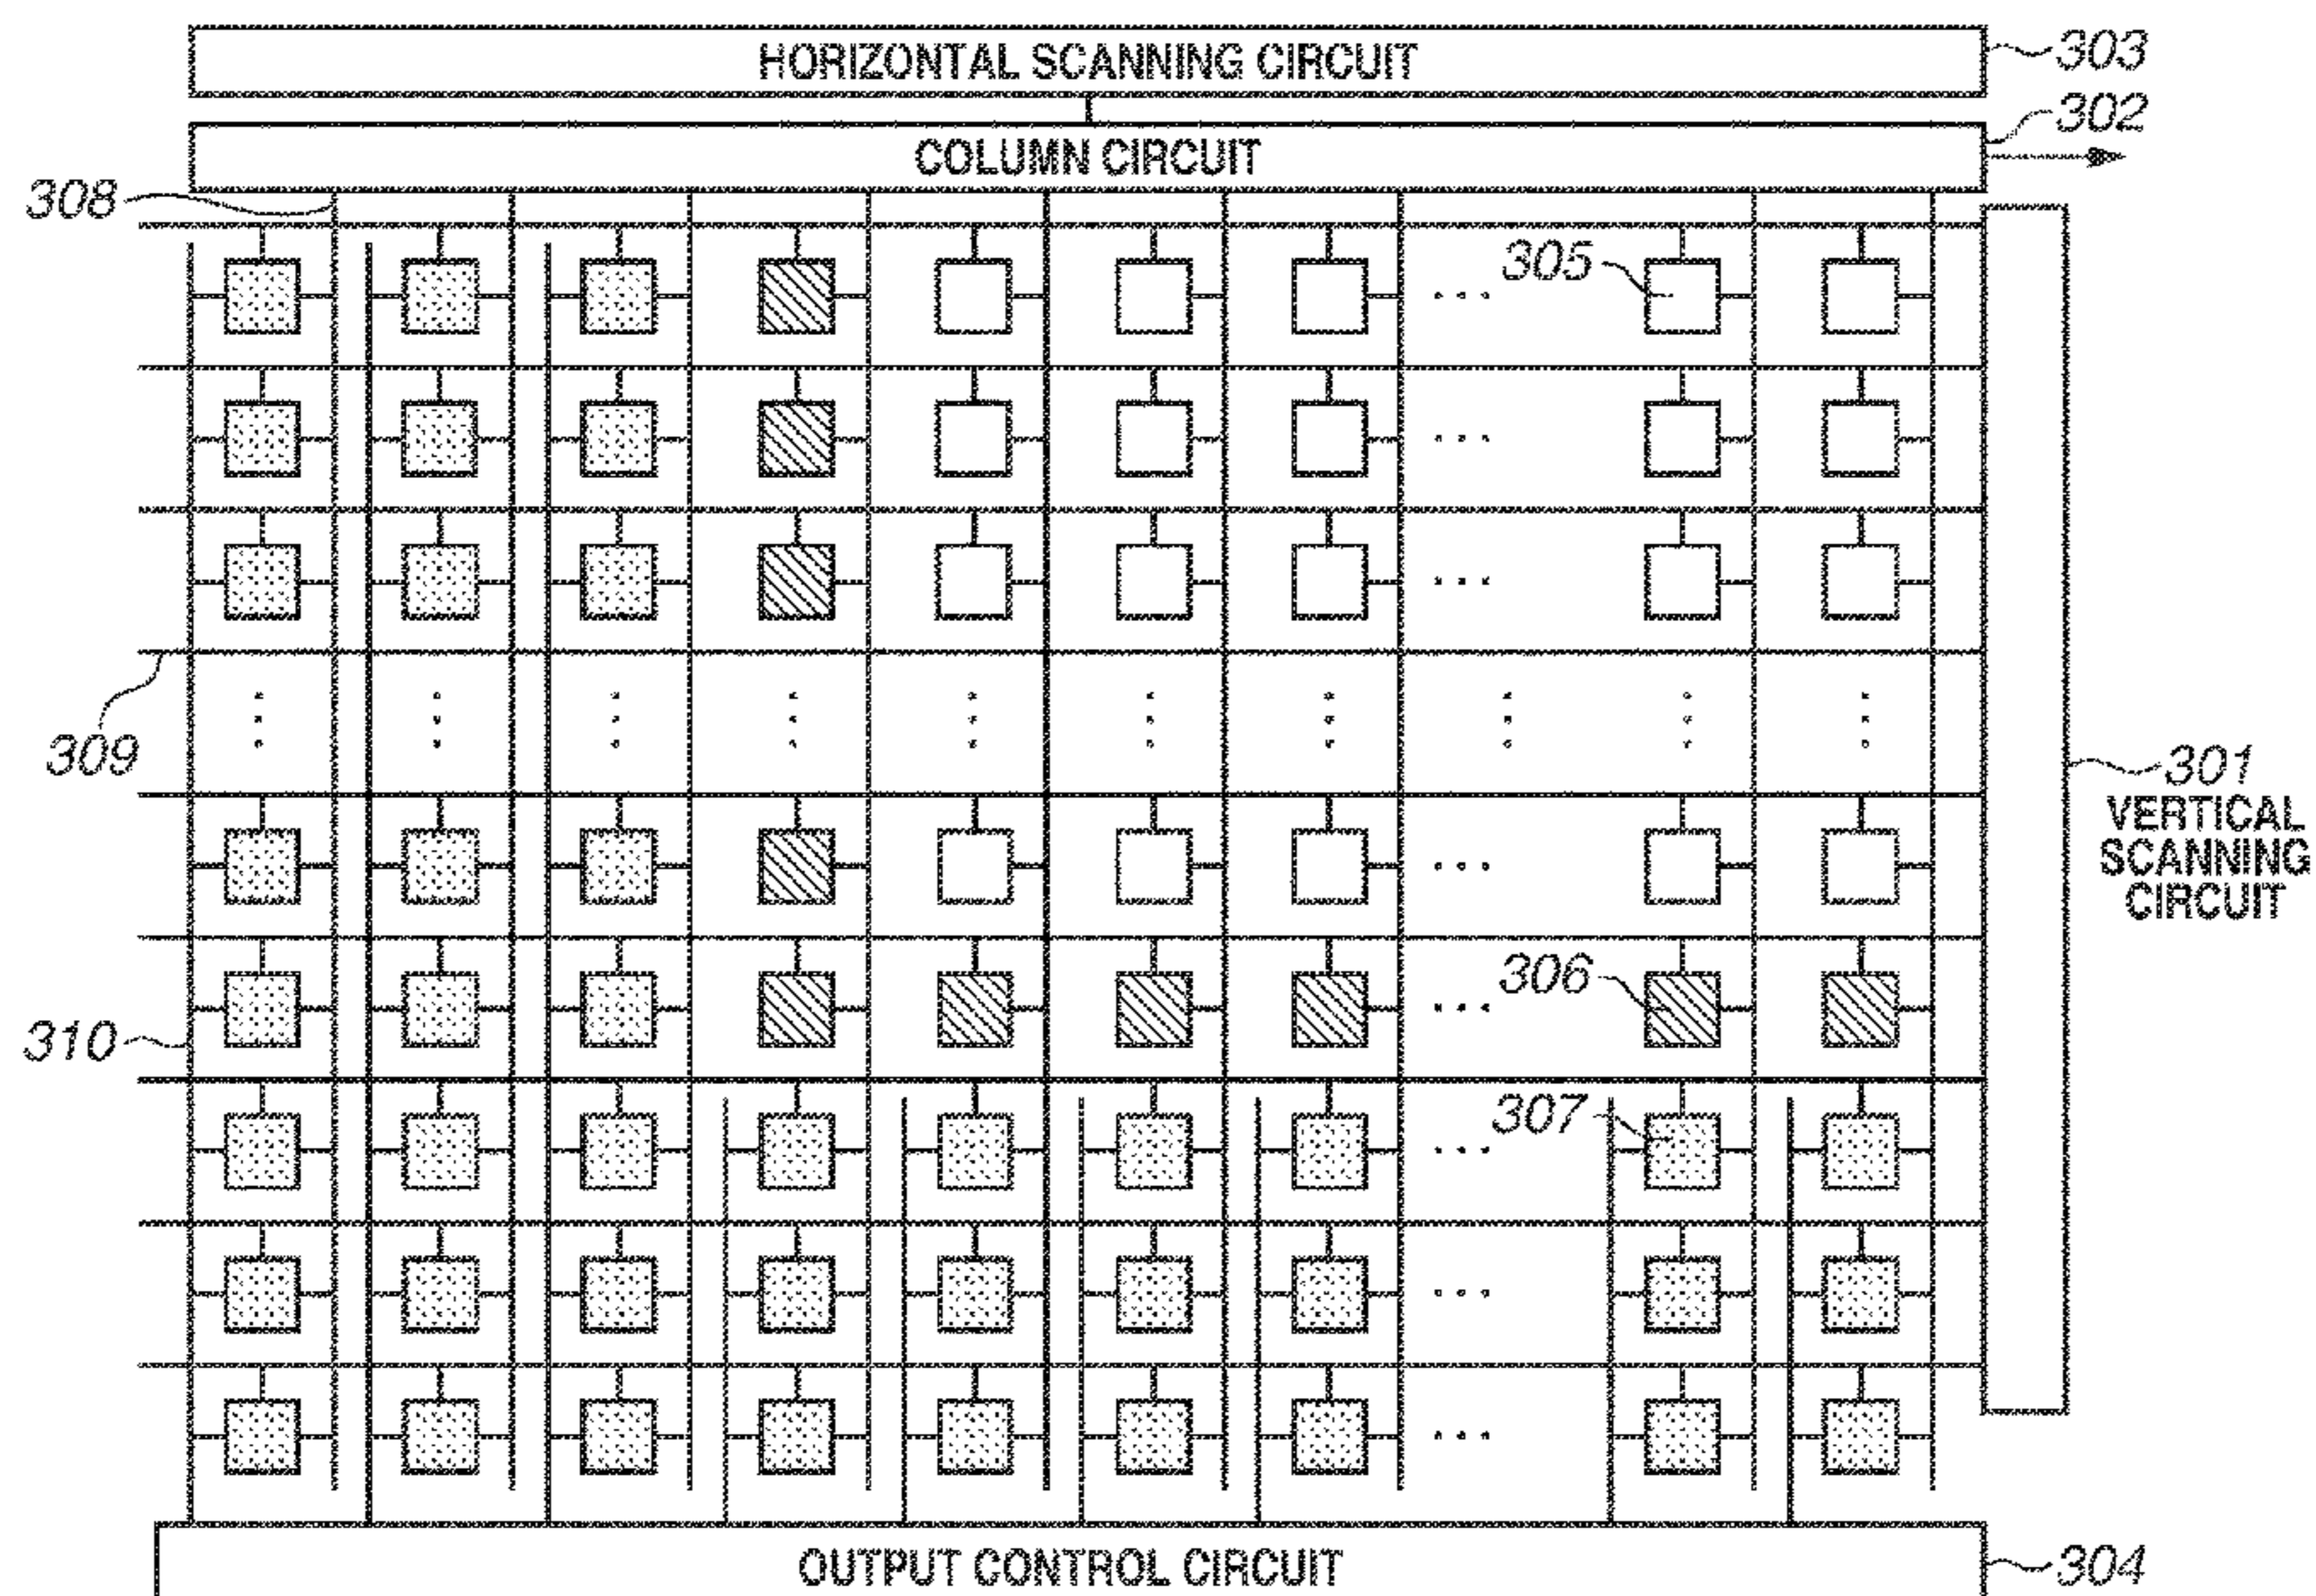 HORIZONTAL SCANNING CIRCUIT
303
302
COLUMN CIRCUIT
308
305
309
301
VERTICAL
SCANNING
CIRCUIT
306
310
307
OUTPUT CONTROL CIRCUIT
304